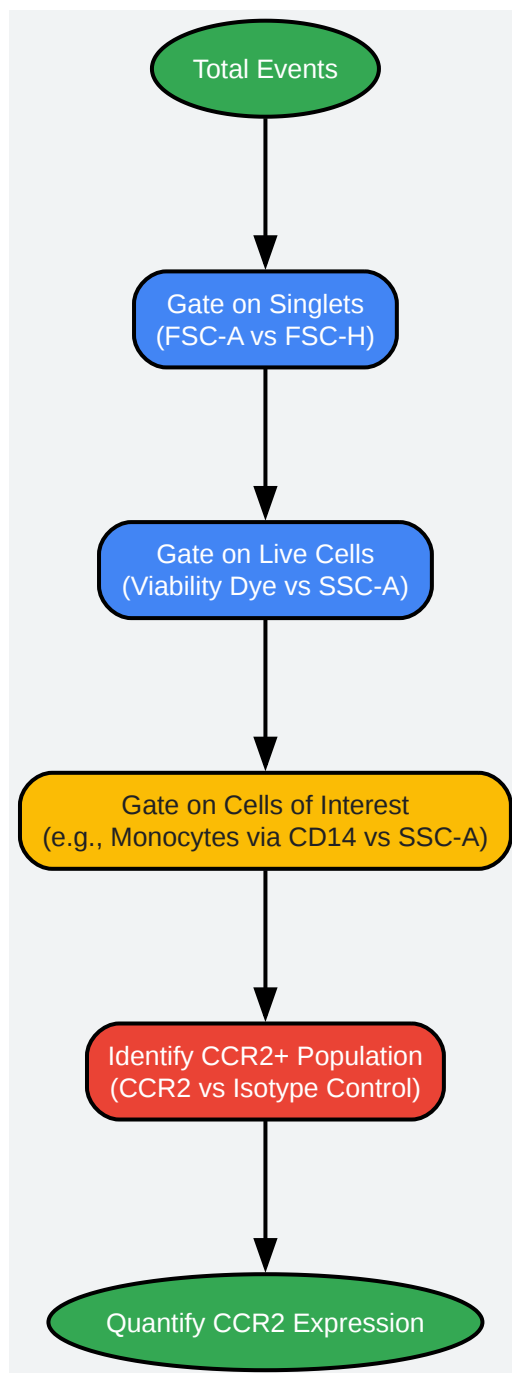 Total Events
Gate on Singlets
(FSC-A vs FSC-H)
Gate on Live Cells
(Viability Dye vs SSC-A)
Gate on Cells of Interest
(e.g., Monocytes via CD14 vs SSC-A)
Identify CCR2+ Population
(CCR2 vs Isotype Control)
Quantify CCR2 Expression